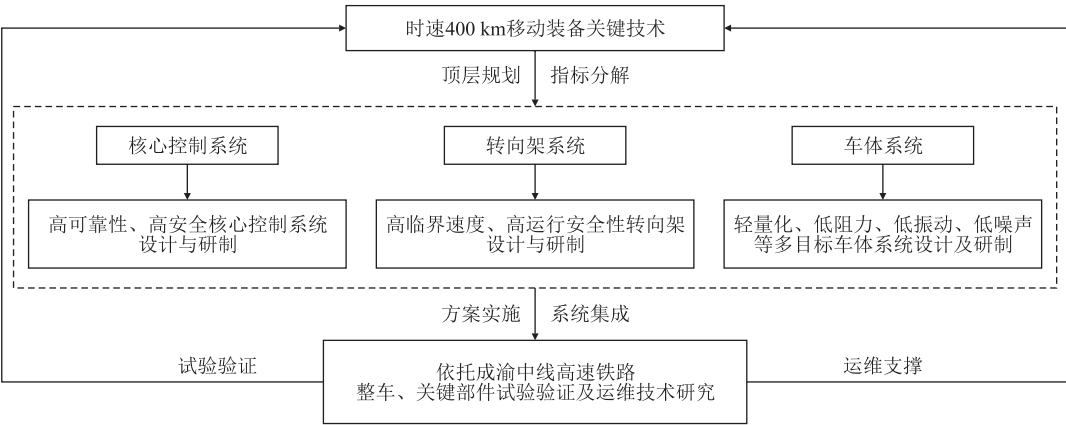 时速400 km移动装备关键技术
顶层规划 指标分解
核心控制系统
转向架系统
车体系统
高可靠性、高安全核心控制系统
设计与研制
高临界速度、高运行安全性转向架
设计与研制
轻量化、低阻力、低振动、低噪声
等多目标车体系统设计及研制
方案实施 系统集成
试验验证
运维支撑
依托成渝中线高速铁路
整车、关键部件试验验证及运维技术研究